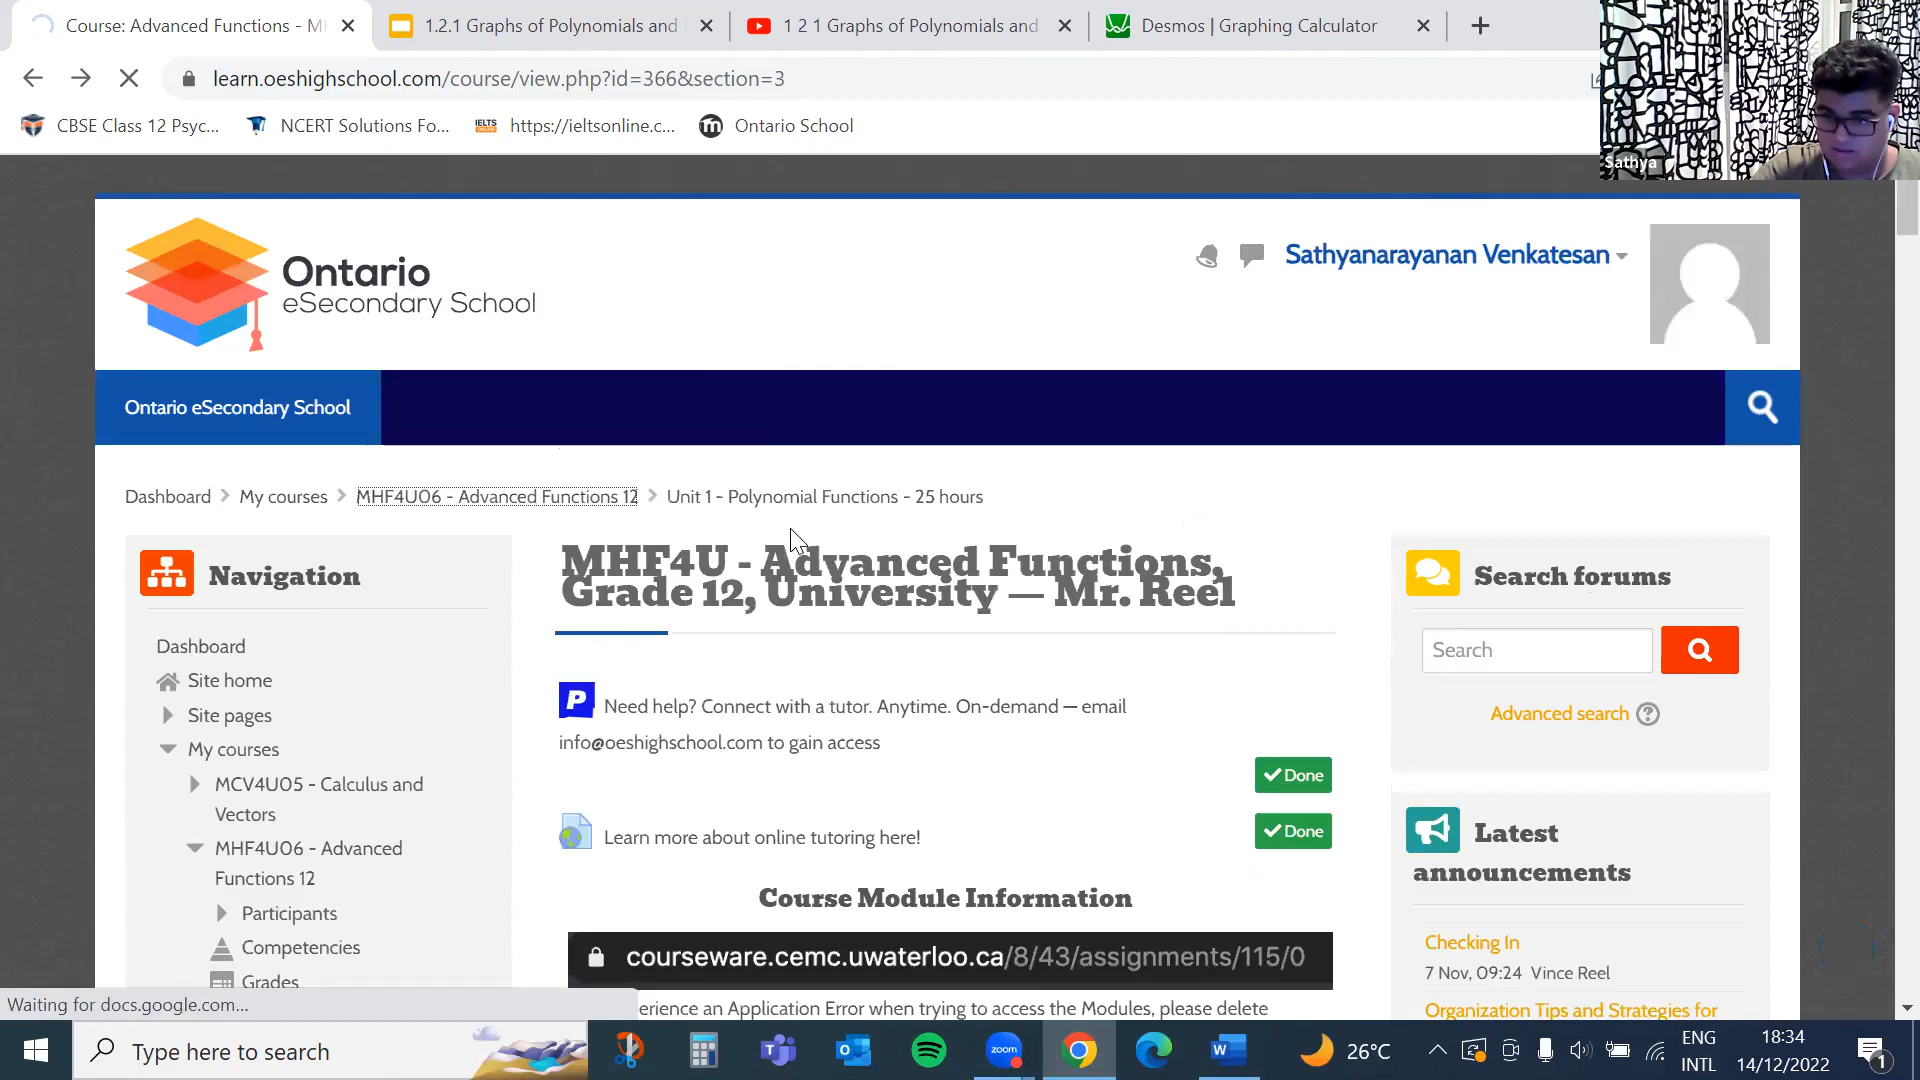 Course: Advanced Functions - M
1.2.1 Graphs of Polynomials and
1 2 1 Graphs of Polynomials and
Desmos | Graphing Calculator
learn.oeshighschool.com/course/view.php?id=366&section=3
CBSE Class 12 Psyc...
NCERT Solutions Fo...
https://ieltsonline.c...
Ontario School
Sathya
Ontario
eSecondary School
Sathyanarayanan Venkatesan
Ontario eSecondary School
Dashboard
My courses
MHF4U06 - Advanced Functions 12
Unit 1 - Polynomial Functions - 25 hours
Navigation
Dashboard
Site home
Site pages
My courses
MCV4U05 - Calculus and
Vectors
MHF4U06 - Advanced
Functions 12
Participants
Competencies
Grades
MHF4U - Advanced Functions,
Grade 12, University — Mr. Reel
Need help? Connect with a tutor. Anytime. On-demand — email
info@oeshighschool.com to gain access
Done
Learn more about online tutoring here!
Done
Course Module Information
courseware.cemc.uwaterloo.ca/8/43/assignments/115/0
erience an Application Error when trying to access the Modules, please delete
Search forums
Search
Advanced search
Latest
announcements
Checking In
7 Nov, 09:24 Vince Reel
Organization Tips and Strategies for
Waiting for docs.google.com...
Type here to search
zoom
26°C
ENG
INTL
18:34
14/12/2022
1